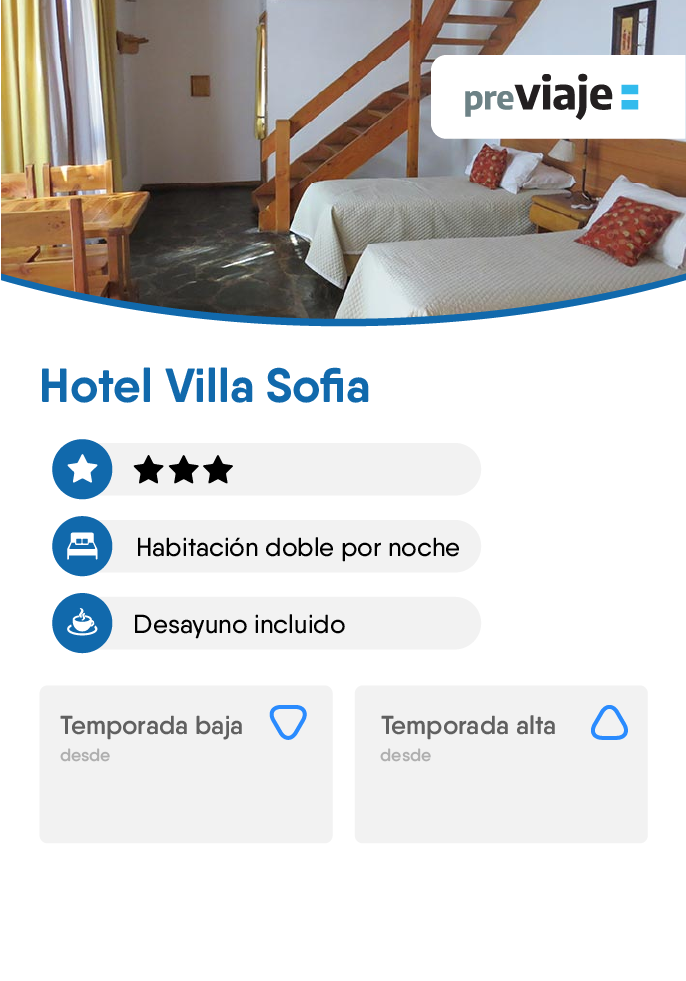 previaje
Hotel Villa Sofia
Habitación doble por noche
Desayuno incluido
Temporada baja
desde
Temporada alta
desde